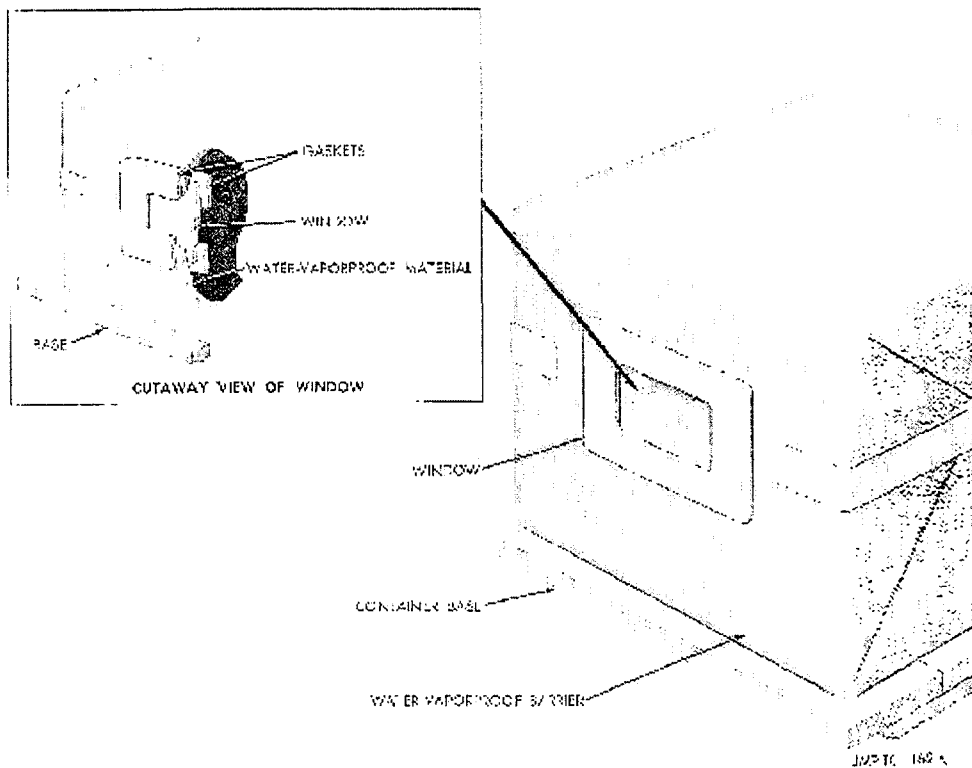 GASKETS
WINDOW
WATER-VAPORPROOF MATERIAL
BASE
CUTAWAY VIEW OF WINDOW
WINDOW
CONTAINER BASE
WATER-VAPORPROOF BARRIER